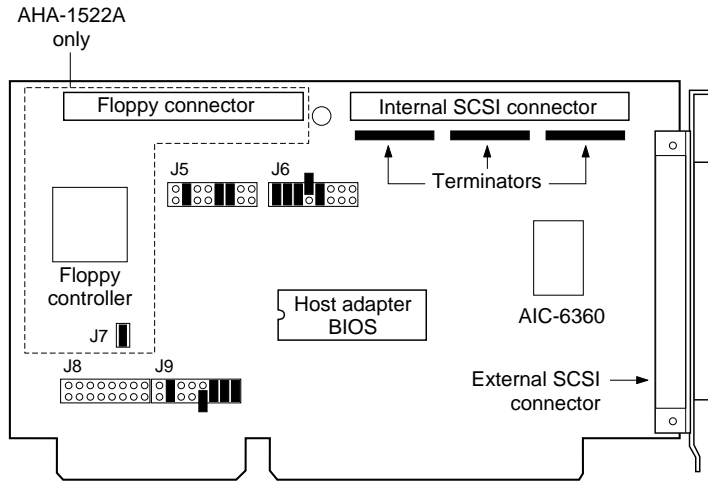 AHA-1522A
only
Floppy connector
Internal SCSI connector
Terminators
J5
J6
Floppy
controller
J7
Host adapter
BIOS
AIC-6360
J8
J9
External SCSI
connector